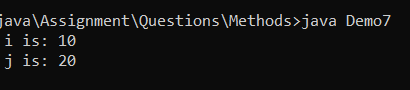 java\Assignment\Questions\Methods>java Demo7
i is: 10
j is: 20